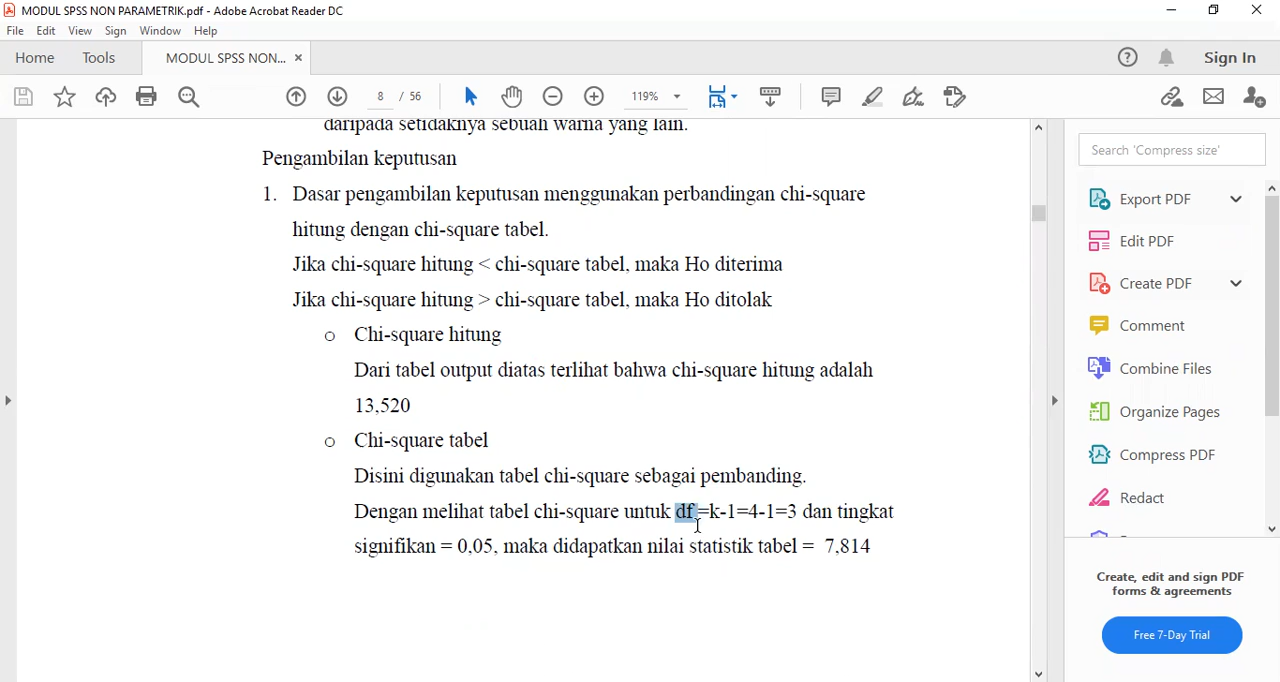 MODUL SPSS NON PARAMETRIK.pdf - Adobe Acrobat Reader DC
File Edit View Sign Window Help
Home Tools MODUL SPSS NON... × Sign In
8 / 56 119%
daripada setidaknya sebuah warna yang lain.
Pengambilan keputusan
1. Dasar pengambilan keputusan menggunakan perbandingan chi-square
hitung dengan chi-square tabel.
Jika chi-square hitung < chi-square tabel, maka Ho diterima
Jika chi-square hitung > chi-square tabel, maka Ho ditolak
o Chi-square hitung
Dari tabel output diatas terlihat bahwa chi-square hitung adalah
13,520
o Chi-square tabel
Disini digunakan tabel chi-square sebagai pembanding.
Dengan melihat tabel chi-square untuk df =k-1=4-1=3 dan tingkat
signifikan = 0,05, maka didapatkan nilai statistik tabel = 7,814
Search 'Compress size'
Export PDF
Edit PDF
Create PDF
Comment
Combine Files
Organize Pages
Compress PDF
Redact
Create, edit and sign PDF
forms & agreements
Free 7-Day Trial